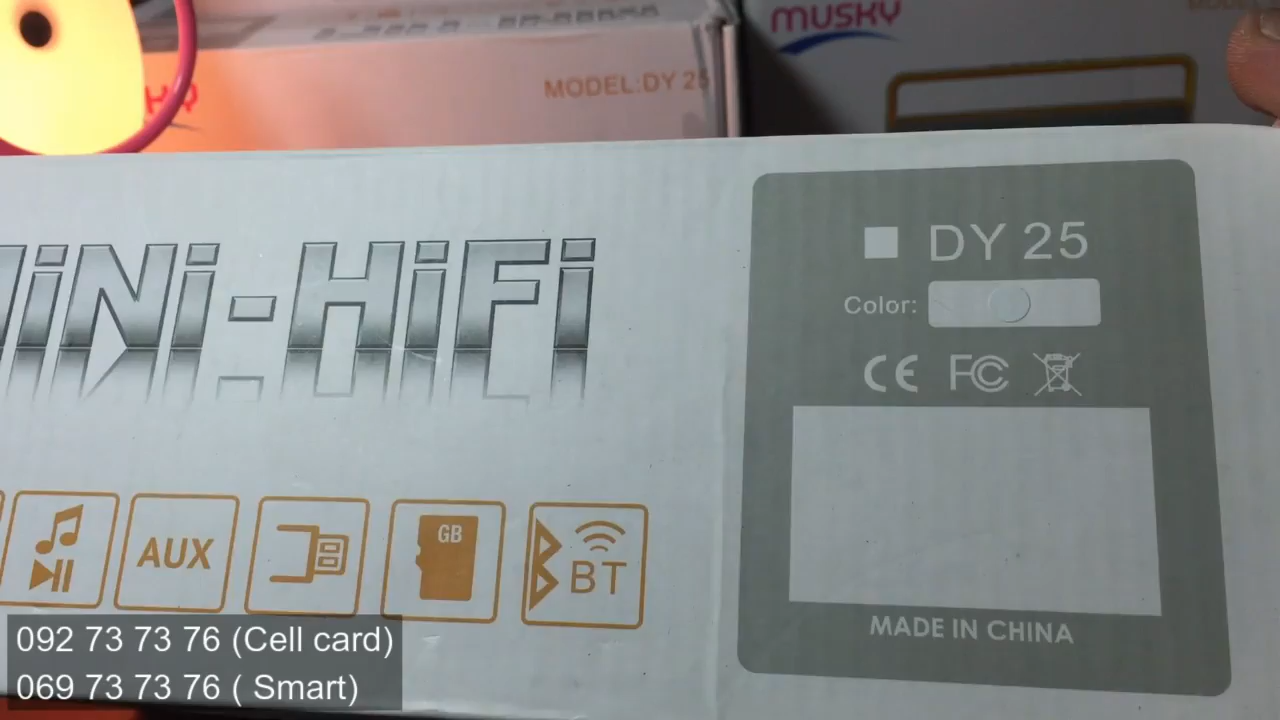 MUSKY
MODEL:DY 25
MiNi-HiFi
DY 25
Color:
CE FC
AUX
GB
BT
MADE IN CHINA
092 73 73 76 (Cell card)
069 73 73 76 ( Smart)